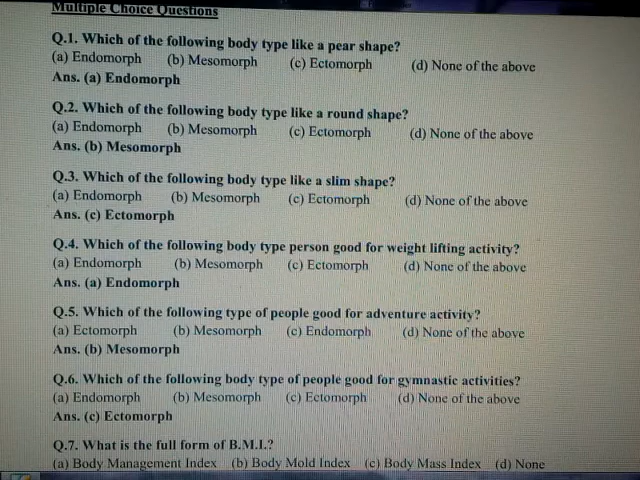 Multiple Choice Questions
Q.1. Which of the following body type like a pear shape?
(a) Endomorph (b) Mesomorph (c) Ectomorph (d) None of the above
Ans. (a) Endomorph
Q.2. Which of the following body type like a round shape?
(a) Endomorph (b) Mesomorph (c) Ectomorph (d) None of the above
Ans. (b) Mesomorph
Q.3. Which of the following body type like a slim shape?
(a) Endomorph (b) Mesomorph (c) Ectomorph (d) None of the above
Ans. (c) Ectomorph
Q.4. Which of the following body type person good for weight lifting activity?
(a) Endomorph (b) Mesomorph (c) Ectomorph (d) None of the above
Ans. (a) Endomorph
Q.5. Which of the following type of people good for adventure activity?
(a) Ectomorph (b) Mesomorph (c) Endomorph (d) None of the above
Ans. (b) Mesomorph
Q.6. Which of the following body type of people good for gymnastic activities?
(a) Endomorph (b) Mesomorph (c) Ectomorph (d) None of the above
Ans. (c) Ectomorph
Q.7. What is the full form of B.M.I.?
(a) Body Management Index (b) Body Mold Index (c) Body Mass Index (d) None